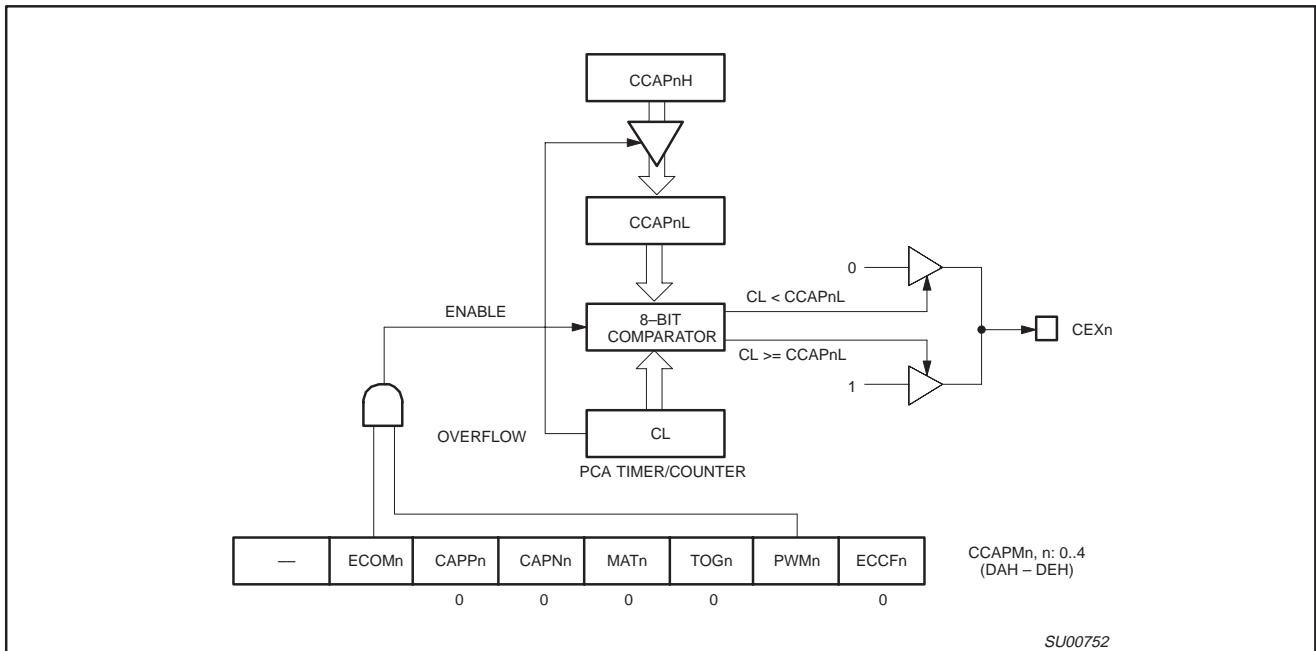 CCAPnH
CCAPnL
0
CL < CCAPnL
ENABLE
8–BIT
COMPARATOR
CEXn
CL >= CCAPnL
1
OVERFLOW
CL
PCA TIMER/COUNTER
— ECOMn CAPPn CAPNn MATn TOGn PWMn ECCFn
CCAPMn, n: 0..4
(DAH – DEH)
0 0 0 0 0
SU00752